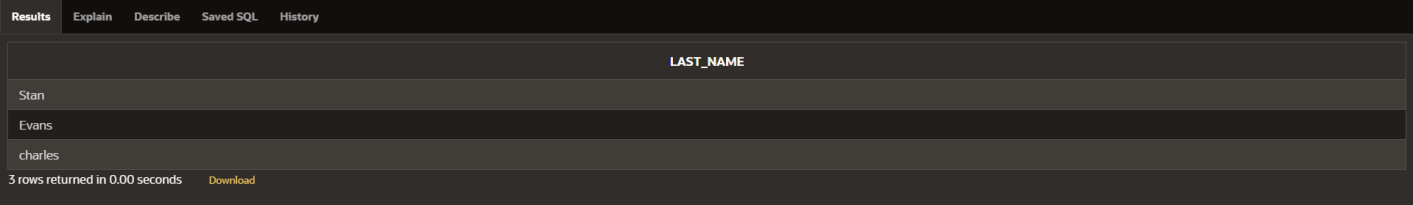 Results Explain Describe Saved SQL History
LAST_NAME
Stan
Evans
charles
3 rows returned in 0.00 seconds Download